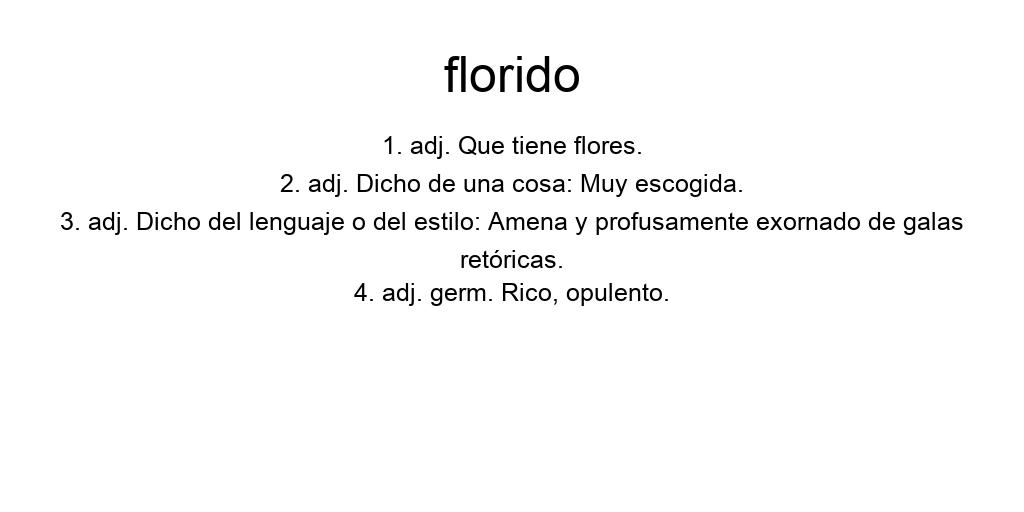 florido
1. adj. Que tiene flores.
2. adj. Dicho de una cosa: Muy escogida.
3. adj. Dicho del lenguaje o del estilo: Amena y profusamente exornado de galas
retóricas.
4. adj. germ. Rico, opulento.